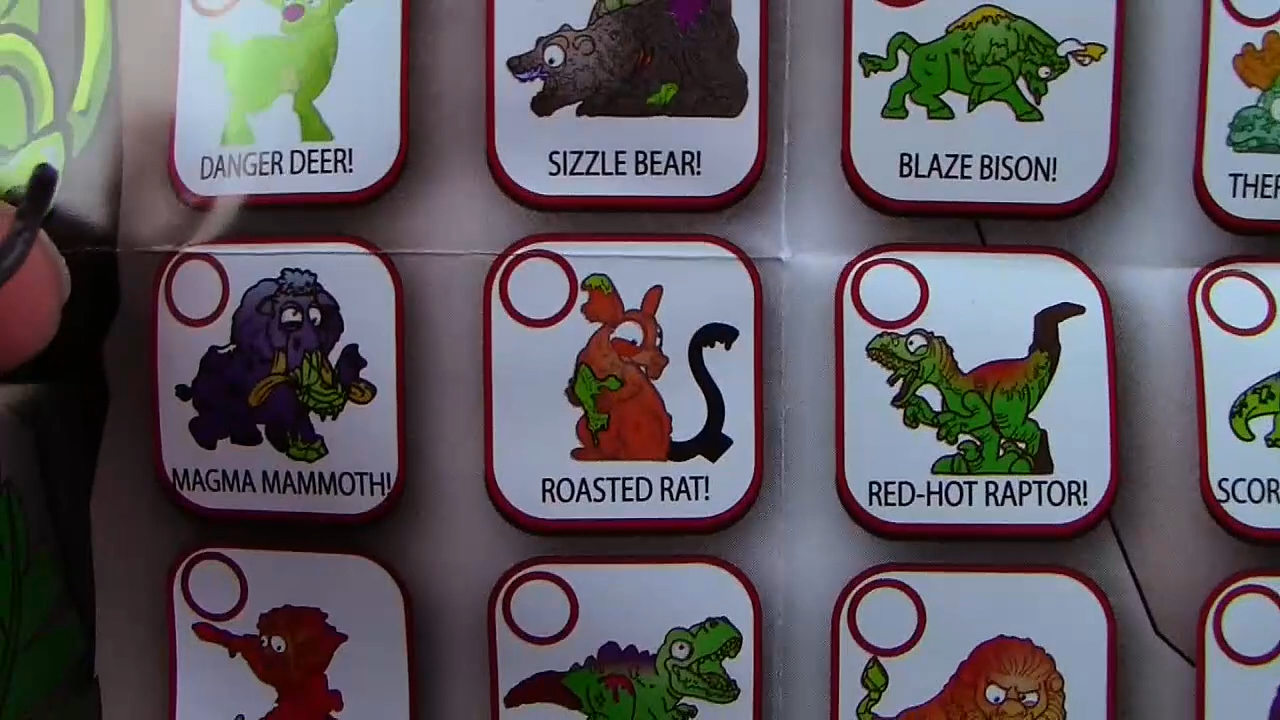 DANGER DEER!
SIZZLE BEAR!
BLAZE BISON!
MAGMA MAMMOTH!
ROASTED RAT!
RED-HOT RAPTOR!